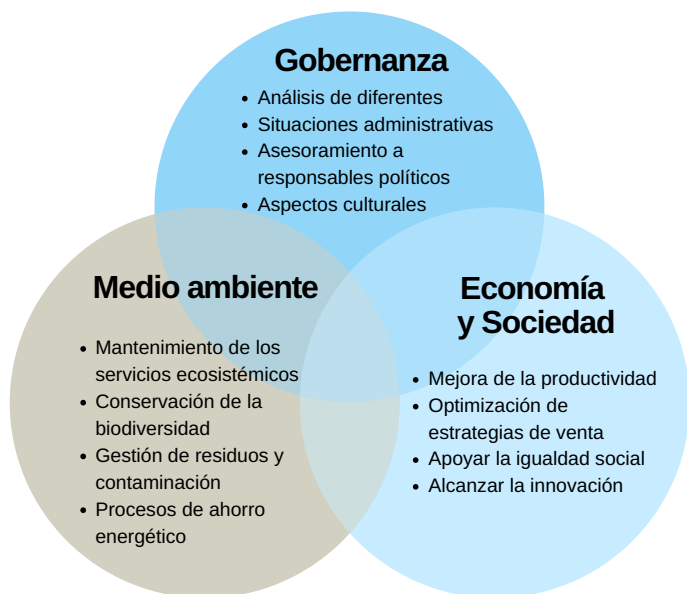 Gobernanza
• Análisis de diferentes
• Situaciones administrativas
• Asesoramiento a
responsables políticos
• Aspectos culturales
Medio ambiente
• Mantenimiento de los
servicios ecosistémicos
• Conservación de la
biodiversidad
• Gestión de residuos y
contaminación
• Procesos de ahorro
energético
Economía
y Sociedad
• Mejora de la productividad
• Optimización de
estrategias de venta
• Apoyar la igualdad social
• Alcanzar la innovación